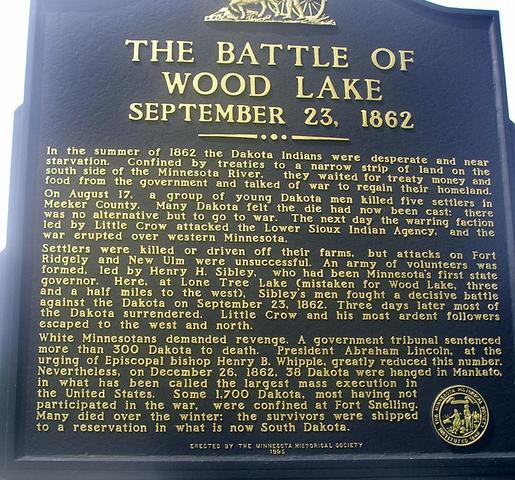 THE BATTLE OF
WOOD LAKE
SEPTEMBER 23, 1862
In the summer of 1862 the Dakota Indians were desperate and near
starvation. Confined by treaties to a narrow strip of land on the
south side of the Minnesota River, they waited for treaty money and
food from the government and talked of war to regain their homeland.
On August 17, a group of young Dakota men killed five settlers in
Meeker County. Many Dakota felt the die had now been cast: there
was no alternative but to go to war. The next day the warring faction
led by Little Crow attacked the Lower Sioux Indian Agency, and the
war erupted over western Minnesota.
Settlers were killed or driven off their farms, but attacks on Fort
Ridgely and New Ulm were unsuccessful. An army of volunteers was
formed, led by Henry H. Sibley, who had been Minnesota's first state
governor. Here, at Lone Tree Lake (mistaken for Wood Lake, three
and a half miles to the west), Sibley's men fought a decisive battle
against the Dakota on September 23, 1862. Three days later most of
the Dakota surrendered. Little Crow and his most ardent followers
escaped to the west and north.
White Minnesotans demanded revenge. A government tribunal sentenced
more than 300 Dakota to death. President Abraham Lincoln, at the
urging of Episcopal bishop Henry B. Whipple, greatly reduced this number.
Nevertheless, on December 26, 1862, 38 Dakota were hanged in Mankato,
in what has been called the largest mass execution in
the United States. Some 1,700 Dakota, most having not
participated in the war, were confined at Fort Snelling.
Many died over the winter; the survivors were shipped
to a reservation in what is now South Dakota.
ERECTED BY THE MINNESOTA HISTORICAL SOCIETY